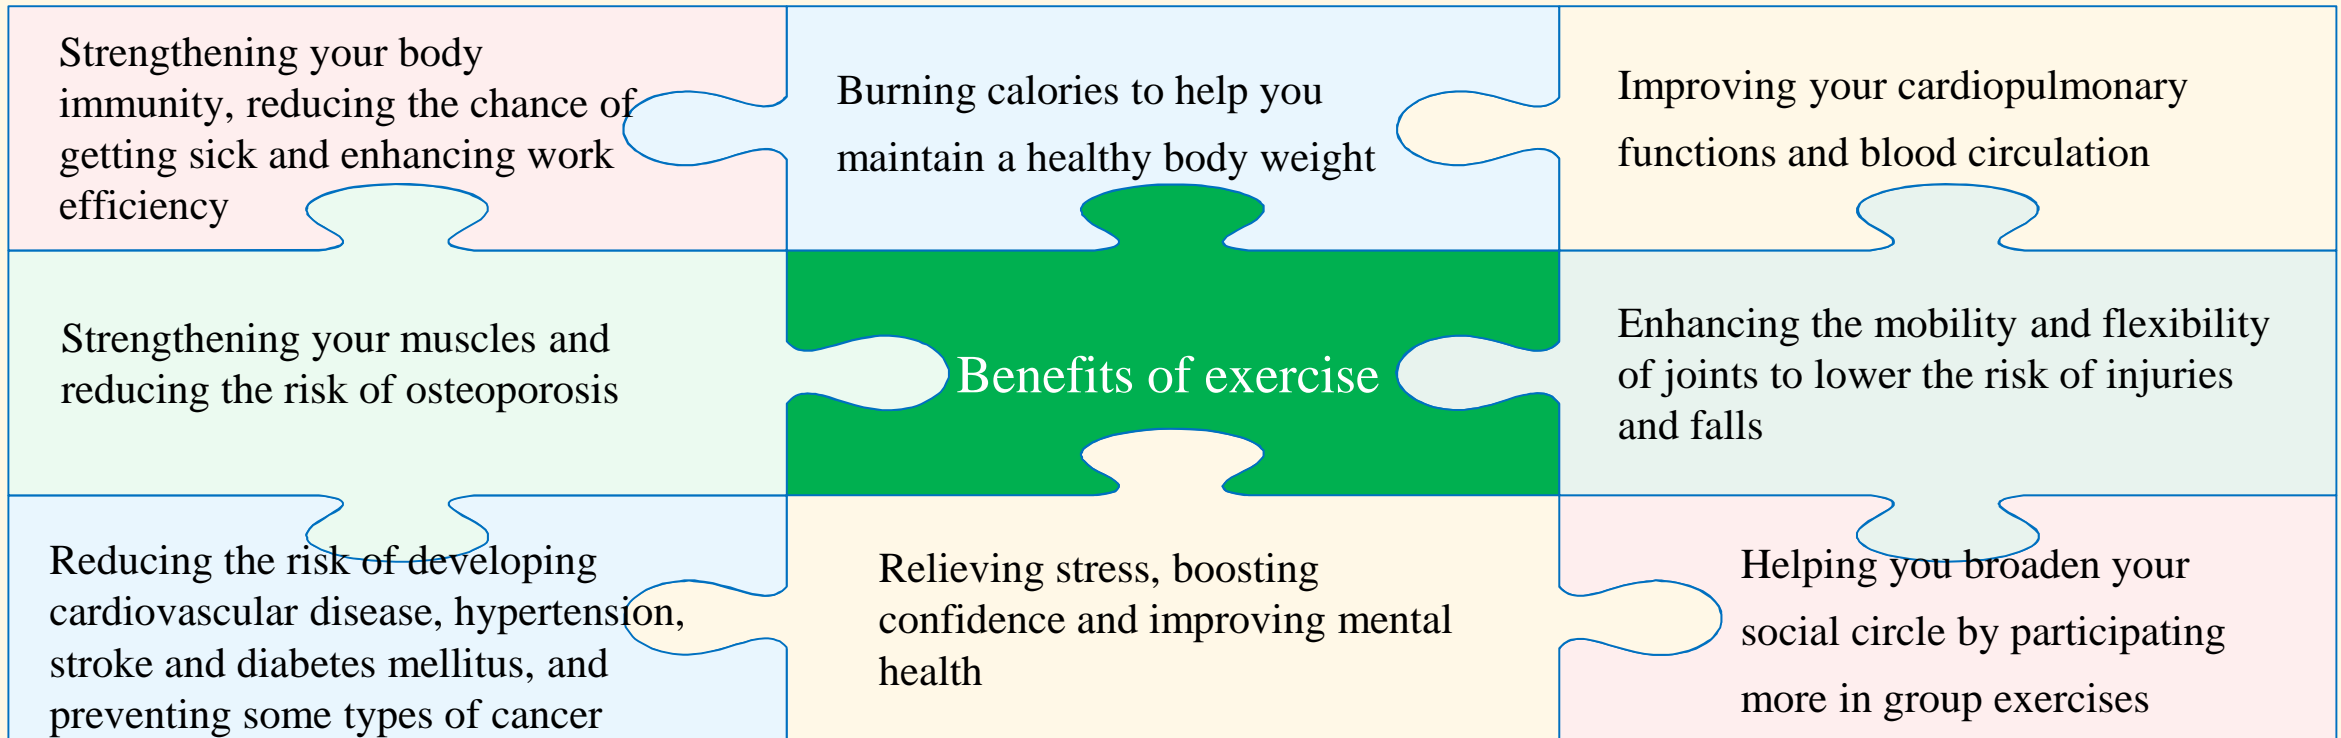 Strengthening your body
immunity, reducing the chance of
getting sick and enhancing work
efficiency
Burning calories to help you
maintain a healthy body weight
Improving your cardiopulmonary
functions and blood circulation
Strengthening your muscles and
reducing the risk of osteoporosis
Benefits of exercise
Enhancing the mobility and flexibility
of joints to lower the risk of injuries
and falls
Reducing the risk of developing
cardiovascular disease, hypertension,
stroke and diabetes mellitus, and
preventing some types of cancer
Relieving stress, boosting
confidence and improving mental
health
Helping you broaden your
social circle by participating
more in group exercises